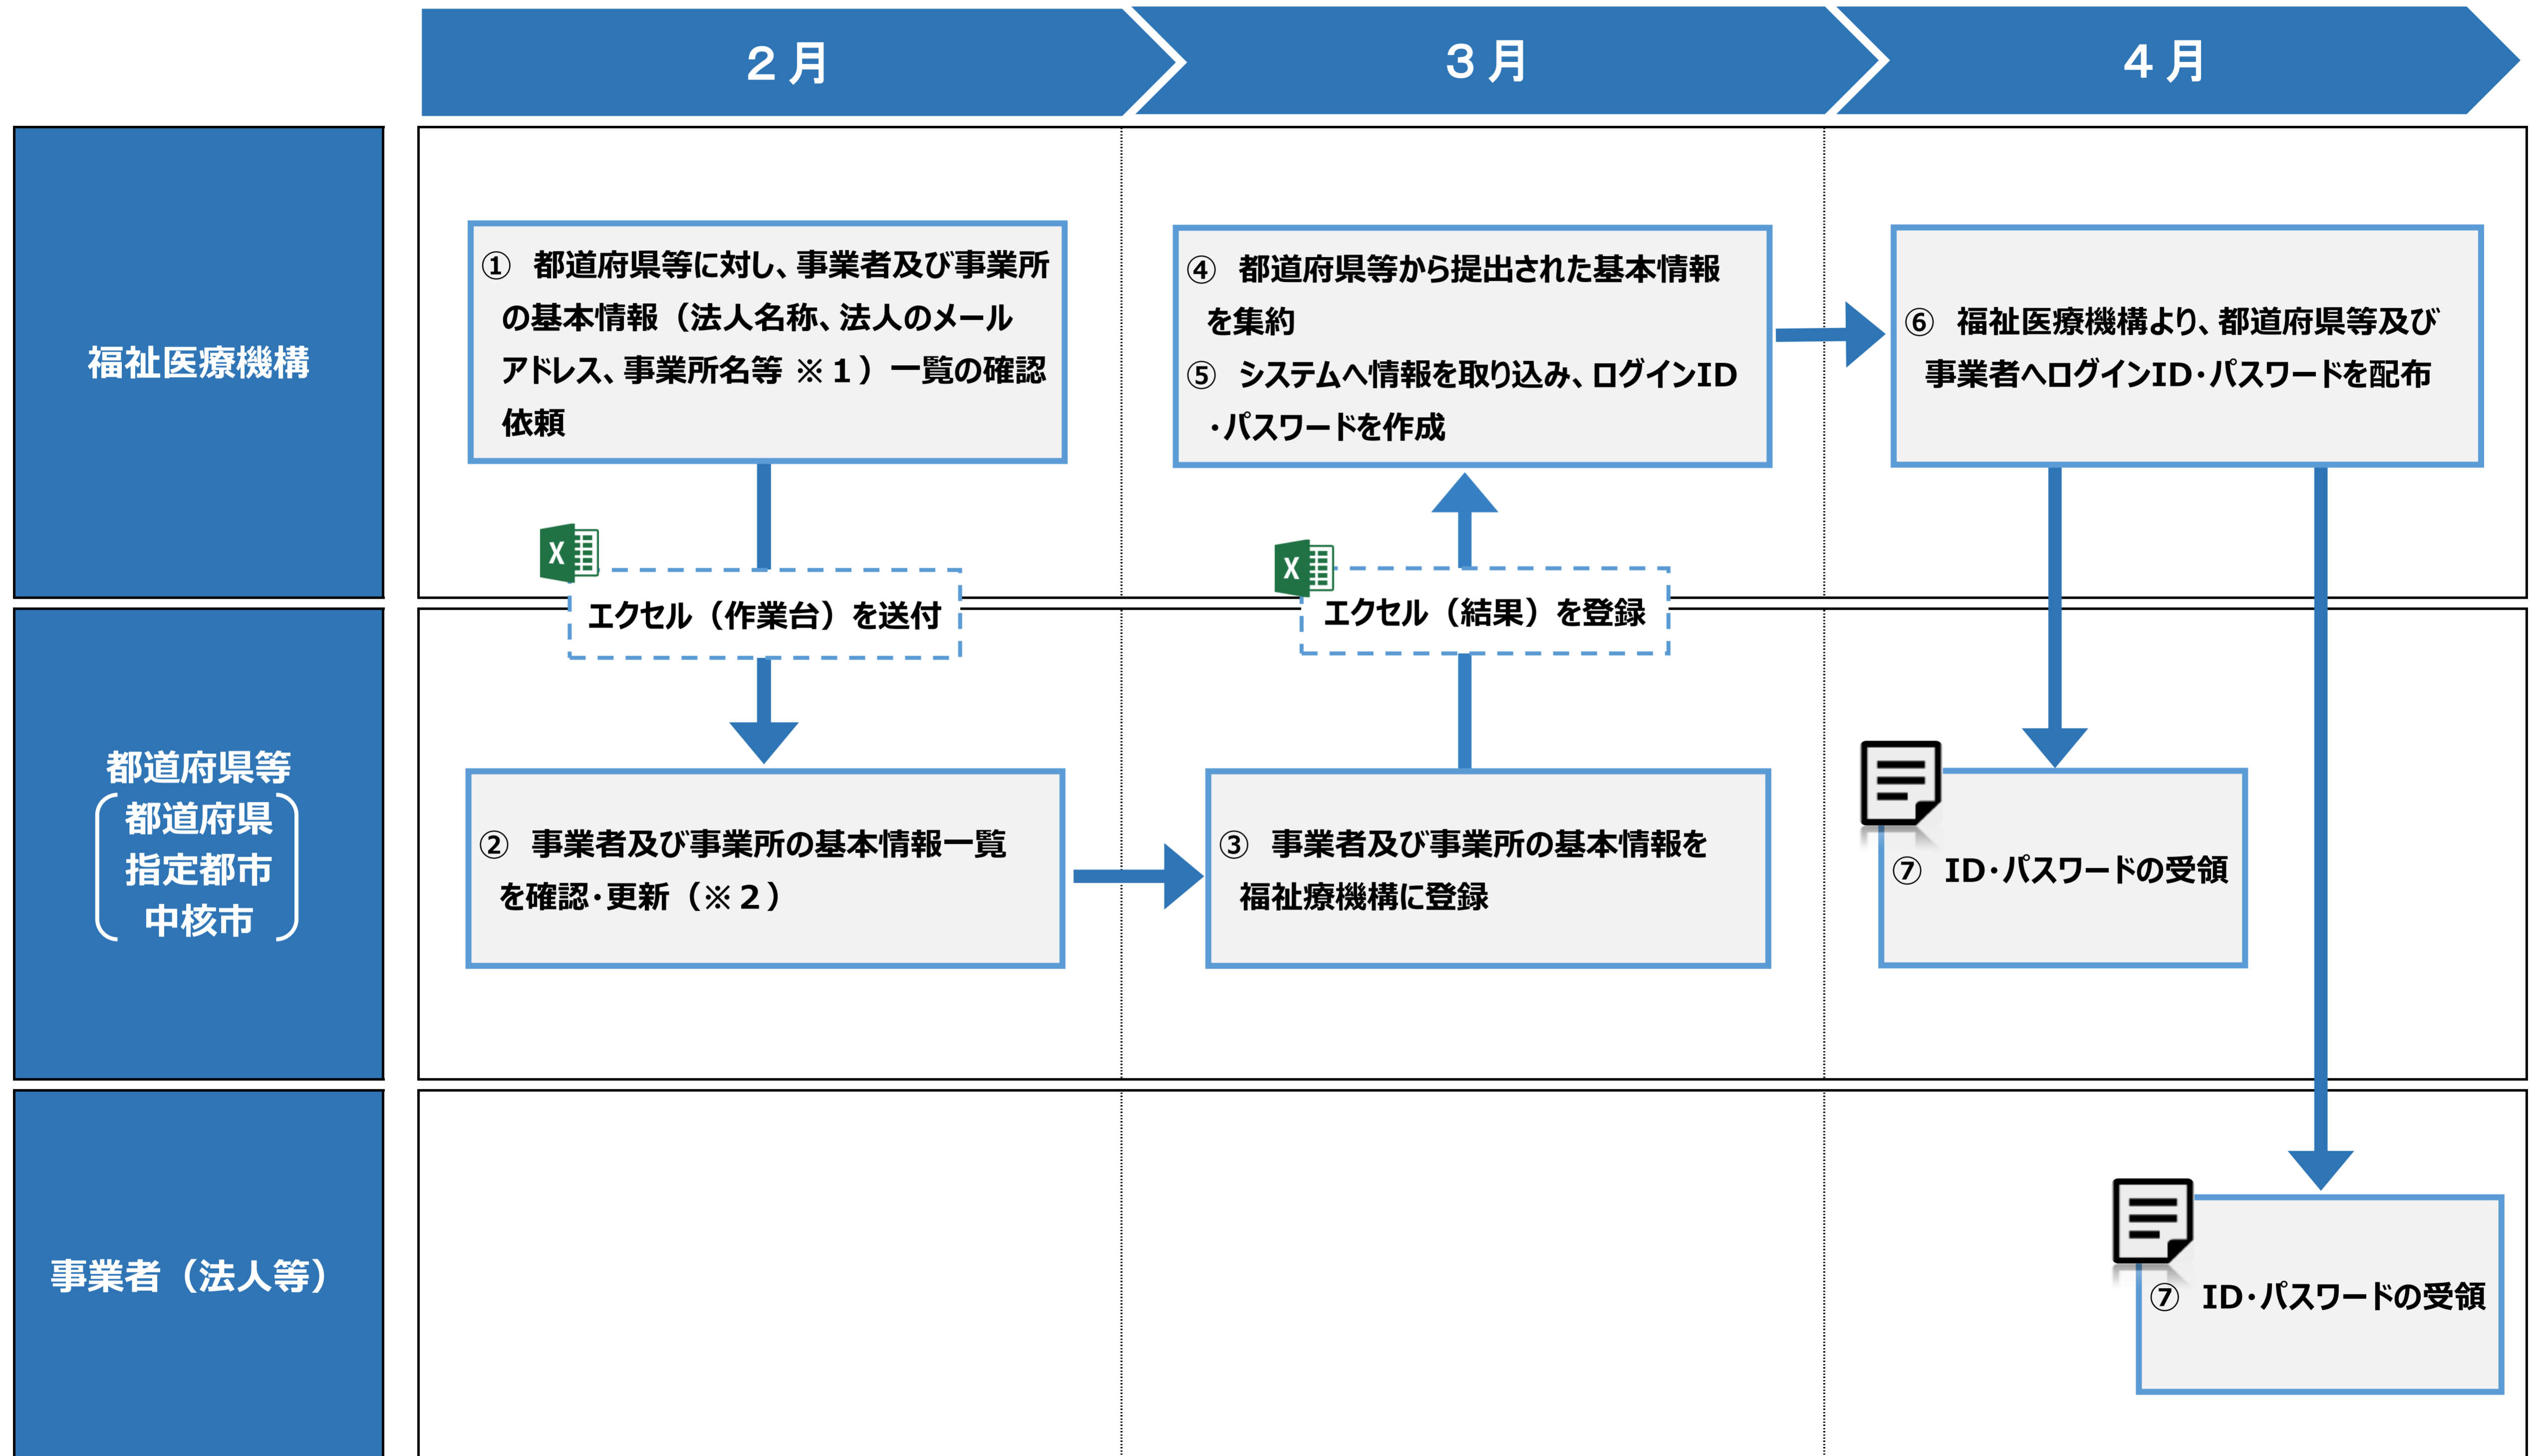 ２月
３月
４月
福祉医療機構
① 都道府県等に対し、事業者及び事業所
の基本情報（法人名称、法人のメール
アドレス、事業所名等 ※１）一覧の確認
依頼
④ 都道府県等から提出された基本情報
を集約
⑤ システムへ情報を取り込み、ログインID
・パスワードを作成
⑥ 福祉医療機構より、都道府県等及び
事業者へログインID・パスワードを配布
X
エクセル（作業台）を送付
X
エクセル（結果）を登録
都道府県等
都道府県
指定都市
中核市
② 事業者及び事業所の基本情報一覧
を確認・更新（※２）
③ 事業者及び事業所の基本情報を
福祉療機構に登録
⑦ ID・パスワードの受領
事業者（法人等）
⑦ ID・パスワードの受領